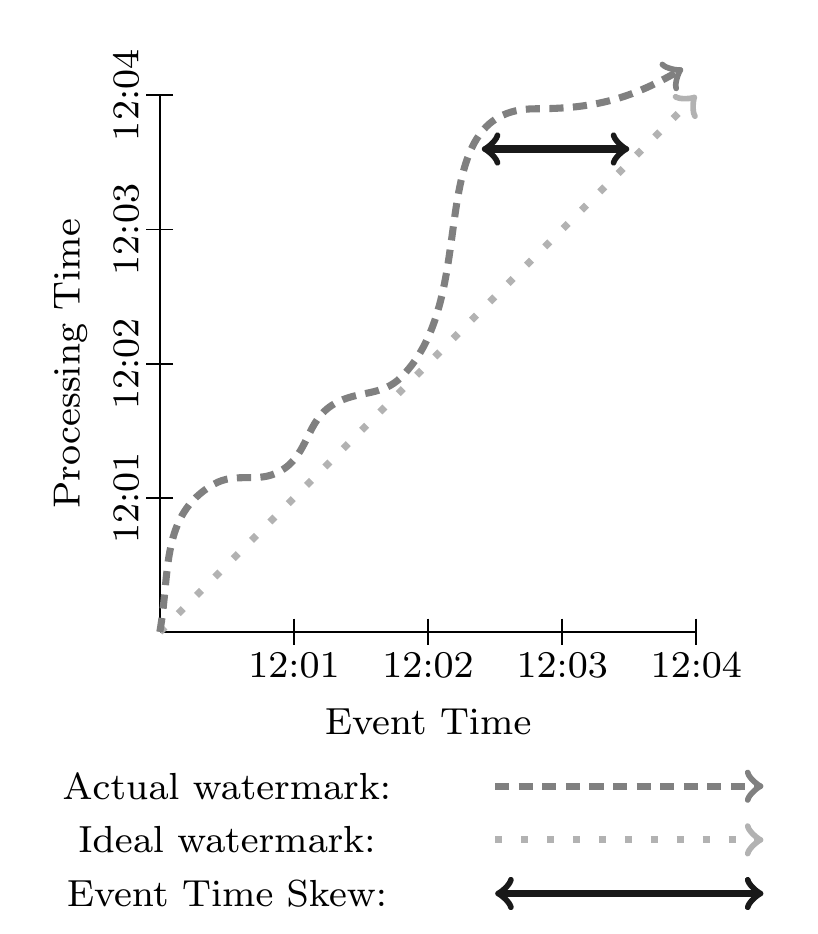 12:04
12:03
12:02
12:01
Processing Time
12:01 12:02 12:03 12:04
Event Time
Actual watermark:
Ideal watermark:
Event Time Skew: